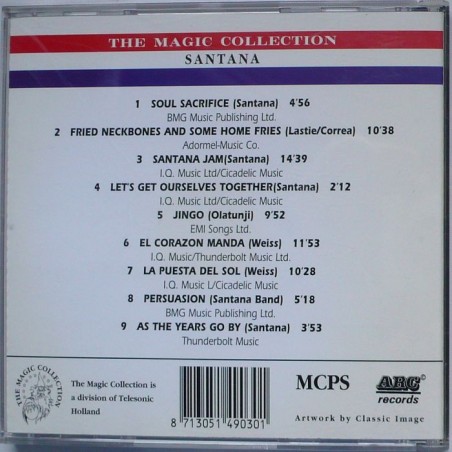 THE MAGIC COLLECTION
SANTANA
1 SOUL SACRIFICE (Santana) 4'56
BMG Music Publishing Ltd.
2 FRIED NECKBONES AND SOME HOME FRIES (Lastie/Correa) 10'38
Adormel-Music Co.
3 SANTANA JAM(Santana) 14'39
I.Q. Music Ltd/Cicadelic Music
4 LET'S GET OURSELVES TOGETHER(Santana) 2'12
I.Q. Music Ltd/Cicadelic Music
5 JINGO (Olatunji) 9'52
EMI Songs Ltd.
6 EL CORAZON MANDA (Weiss) 11'53
I.Q. Music/Thunderbolt Music Ltd.
7 LA PUESTA DEL SOL (Weiss) 10'28
I.Q. Music L/Cicadelic Music
8 PERSUASION (Santana Band) 5'18
BMG Music Publishing Ltd.
9 AS THE YEARS GO BY (Santana) 3'53
Thunderbolt Music
THE MAGIC COLLECTION
The Magic Collection is
a division of Telesonic
Holland
8 713051 490301
MCPS
ARC©
records
Artwork by Classic Image